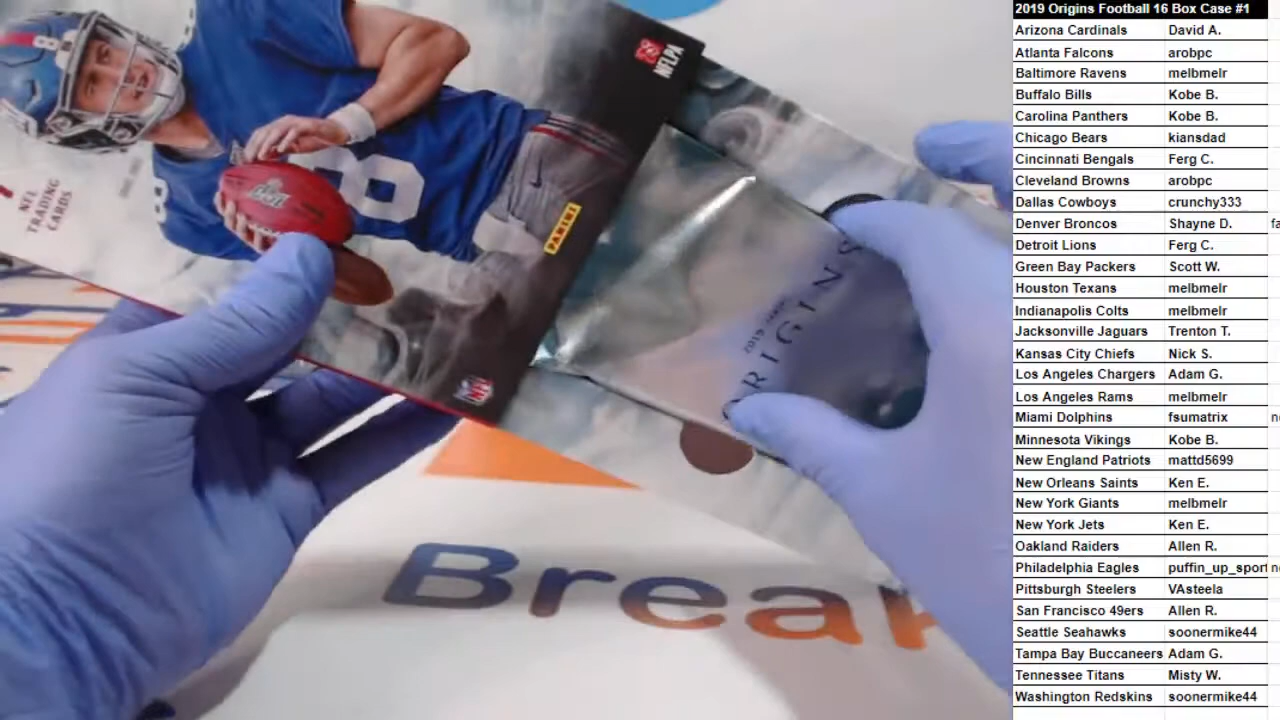 NFLPA
NFL
TRADING
CARDS
8
8
PANINI
NFL
ORIGINS
Break
2019 Origins Football 16 Box Case #1
Arizona Cardinals David A.
Atlanta Falcons arobpc
Baltimore Ravens melbmelr
Buffalo Bills Kobe B.
Carolina Panthers Kobe B.
Chicago Bears kiansdad
Cincinnati Bengals Ferg C.
Cleveland Browns arobpc
Dallas Cowboys crunchy333
Denver Broncos Shayne D. fa
Detroit Lions Ferg C.
Green Bay Packers Scott W.
Houston Texans melbmelr
Indianapolis Colts melbmelr
Jacksonville Jaguars Trenton T.
Kansas City Chiefs Nick S.
Los Angeles Chargers Adam G.
Los Angeles Rams melbmelr
Miami Dolphins fsumatrix
Minnesota Vikings Kobe B.
New England Patriots mattd5699
New Orleans Saints Ken E.
New York Giants melbmelr
New York Jets Ken E.
Oakland Raiders Allen R.
Philadelphia Eagles puffin_up_sport
Pittsburgh Steelers VAsteela
San Francisco 49ers Allen R.
Seattle Seahawks soonermike44
Tampa Bay Buccaneers Adam G.
Tennessee Titans Misty W.
Washington Redskins soonermike44